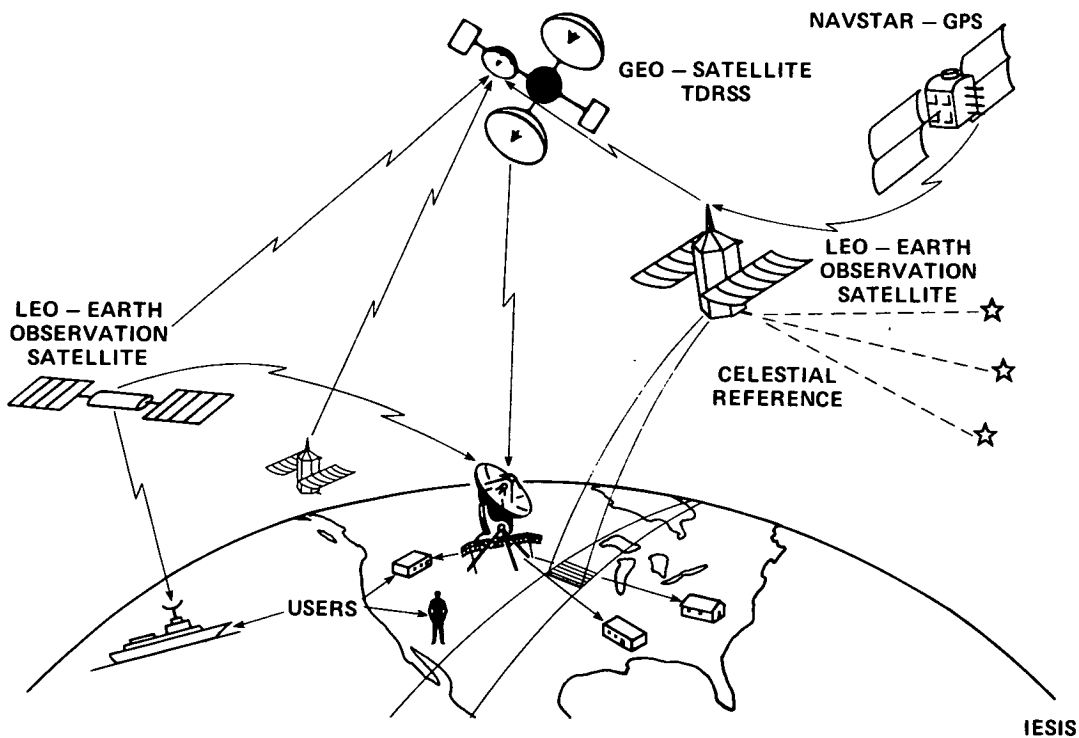 NAVSTAR – GPS
GEO – SATELLITE
TDRSS
LEO – EARTH
OBSERVATION
SATELLITE
LEO – EARTH
OBSERVATION
SATELLITE
CELESTIAL
REFERENCE
USERS
IESIS